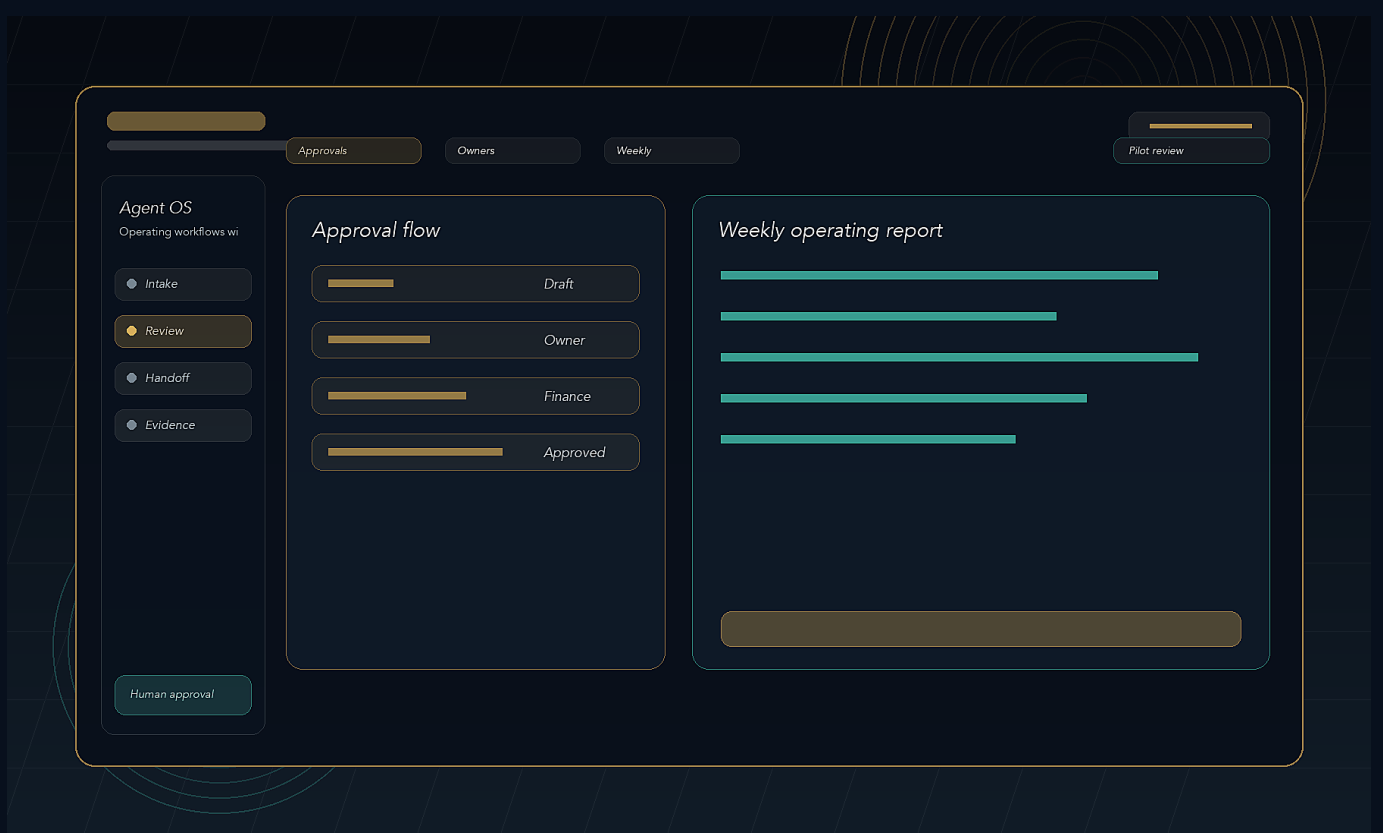 Approvals
Owners
Weekly
Pilot review
Agent OS
Operating workflows wi
Intake
Review
Handoff
Evidence
Human approval
Approval flow
Draft
Owner
Finance
Approved
Weekly operating report